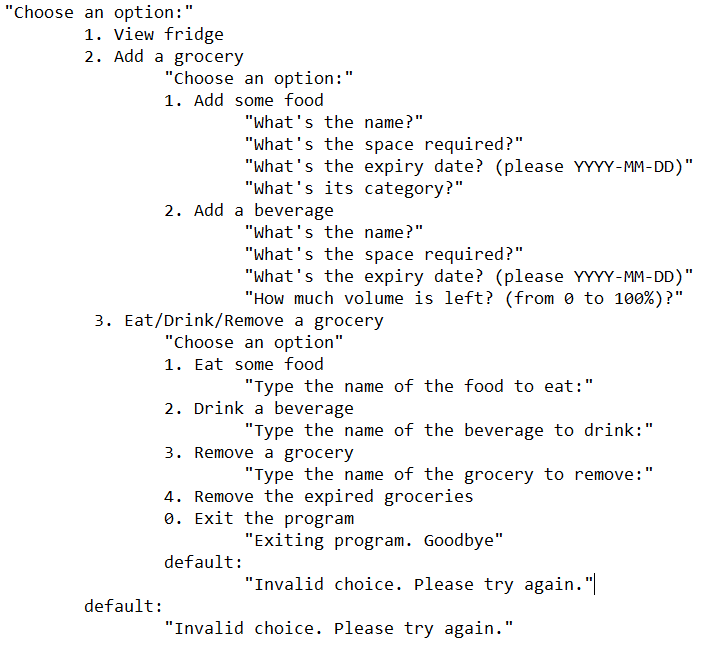 "Choose an option:"
1. View fridge
2. Add a grocery
"Choose an option:"
1. Add some food
"What's the name?"
"What's the space required?"
"What's the expiry date? (please YYYY-MM-DD)"
"What's its category?"
2. Add a beverage
"What's the name?"
"What's the space required?"
"What's the expiry date? (please YYYY-MM-DD)"
"How much volume is left? (from 0 to 100%)?"
3. Eat/Drink/Remove a grocery
"Choose an option"
1. Eat some food
"Type the name of the food to eat:"
2. Drink a beverage
"Type the name of the beverage to drink:"
3. Remove a grocery
"Type the name of the grocery to remove:"
4. Remove the expired groceries
0. Exit the program
"Exiting program. Goodbye"
default:
"Invalid choice. Please try again."
default:
"Invalid choice. Please try again."